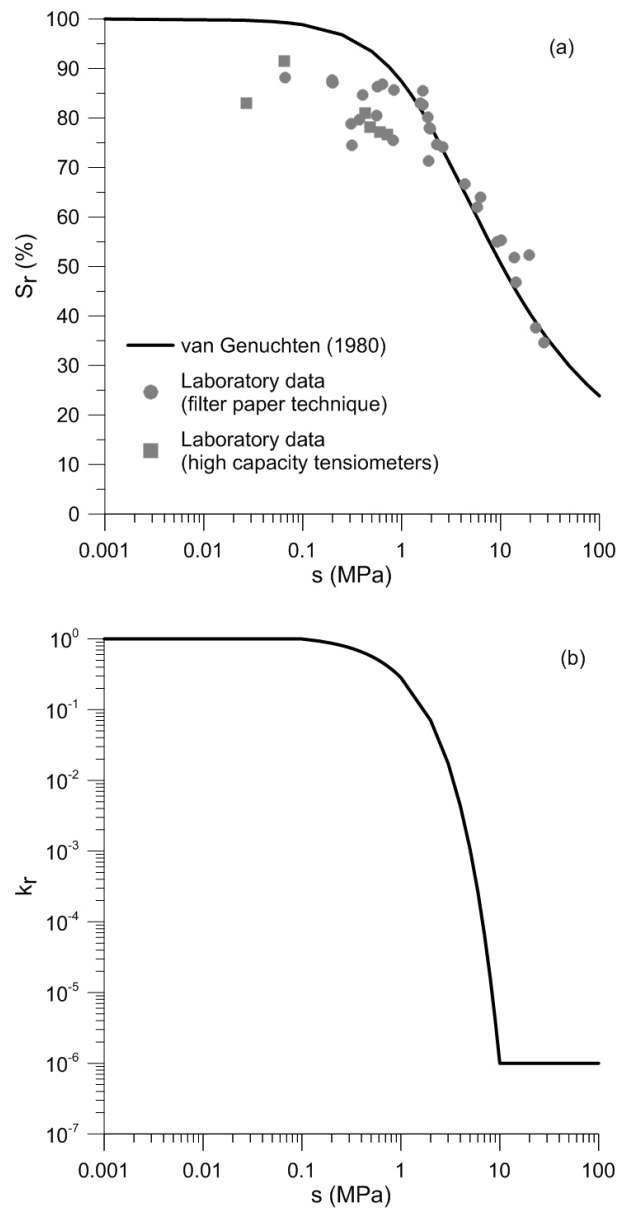 100
90
80
70
60
50
40
30
20
10
0
Sr (%)
(a)
van Genuchten (1980)
Laboratory data
(filter paper technique)
Laboratory data
(high capacity tensiometers)
0.001 0.01 0.1 1 10 100
s (MPa)
10⁰
10⁻¹
10⁻²
10⁻³
10⁻⁴
10⁻⁵
10⁻⁶
10⁻⁷
kr
(b)
0.001 0.01 0.1 1 10 100
s (MPa)